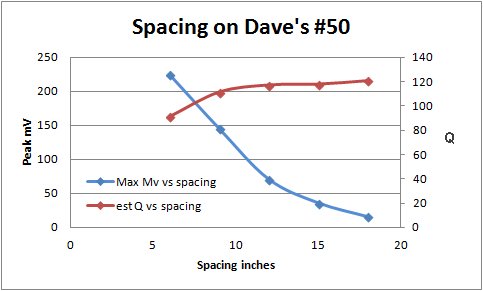 Spacing on Dave's #50
250
200
150
100
50
0
Peak mV
140
120
100
80
60
40
20
0
Q
Max Mv vs spacing
est Q vs spacing
0 5 10 15 20
Spacing inches